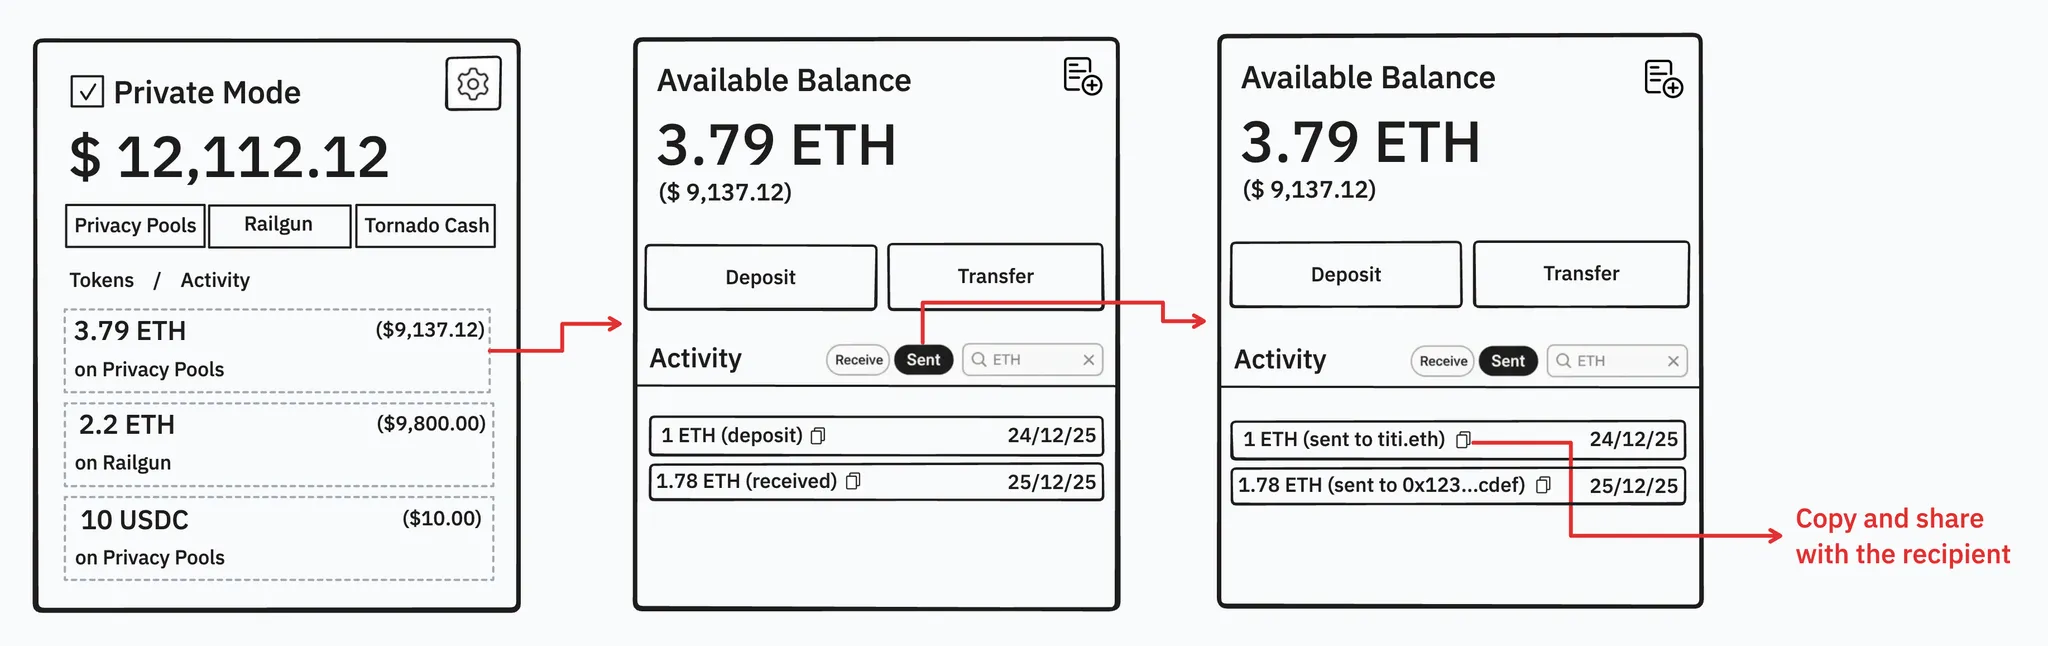 Private Mode
$ 12,112.12
Privacy Pools
Railgun
Tornado Cash
Tokens / Activity
3.79 ETH ($9,137.12)
on Privacy Pools
2.2 ETH ($9,800.00)
on Railgun
10 USDC ($10.00)
on Privacy Pools
Available Balance
3.79 ETH
($ 9,137.12)
Deposit
Transfer
Activity
Receive
Sent
ETH
1 ETH (deposit) 24/12/25
1.78 ETH (received) 25/12/25
Available Balance
3.79 ETH
($ 9,137.12)
Deposit
Transfer
Activity
Receive
Sent
ETH
1 ETH (sent to titi.eth) 24/12/25
1.78 ETH (sent to 0x123...cdef) 25/12/25
Copy and share
with the recipient